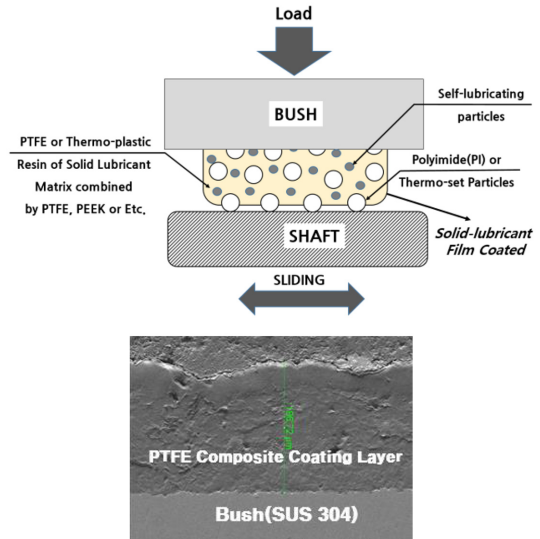 Load
BUSH
Self-lubricating
particles
PTFE or Thermo-plastic
Resin of Solid Lubricant
Matrix combined
by PTFE, PEEK or Etc.
Polyimide(PI) or
Thermo-set Particles
Solid-lubricant
Film Coated
SHAFT
SLIDING
PTFE Composite Coating Layer
Bush(SUS 304)